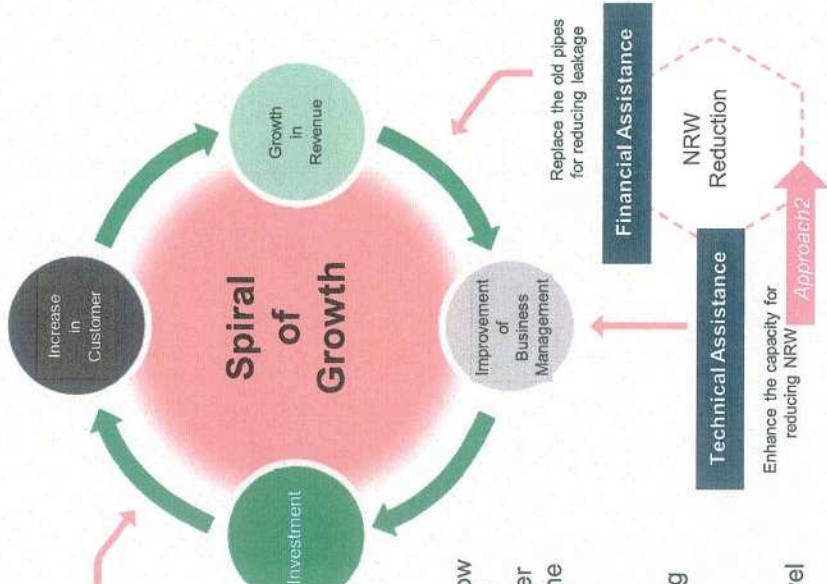 Increase
in
Customer
Growth
in
Revenue
Spiral
of
Growth
Investment
Improvement
of
Business
Management
Replace the old pipes
for reducing leakage
Financial Assistance
NRW
Reduction
Technical Assistance
Enhance the capacity for
reducing NRW
Approach2